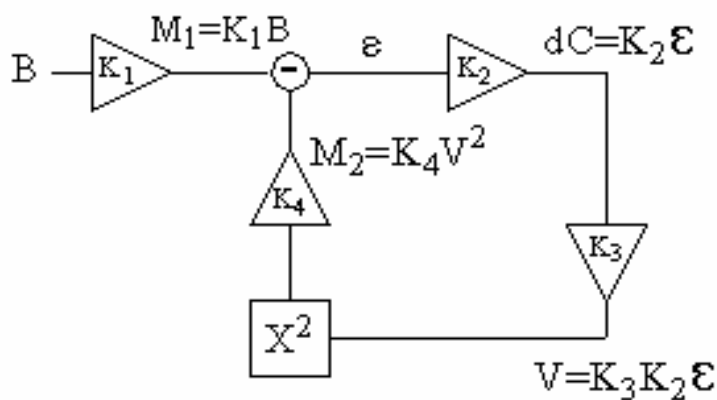 M₁=K₁B
ε
dC=K₂ε
B
K₁
-
K₂
M₂=K₄V²
K₄
K₃
X²
V=K₃K₂ε